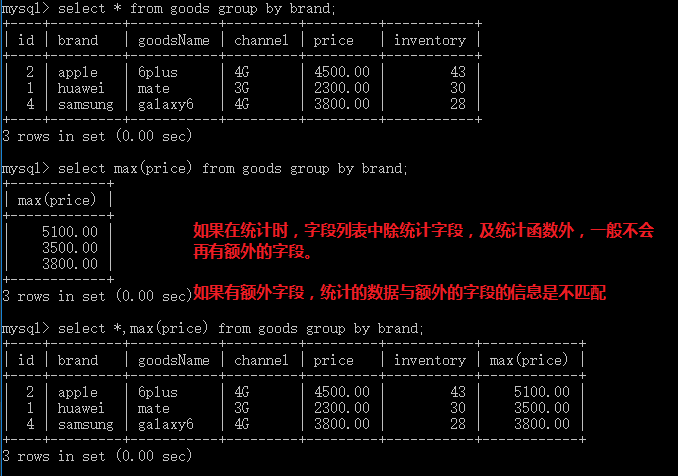 mysql> select * from goods group by brand;
+----+---------+-----------+---------+---------+-----------+
| id | brand | goodsName | channel | price | inventory |
+----+---------+-----------+---------+---------+-----------+
| 2 | apple | 6plus | 4G | 4500.00 | 43 |
| 1 | huawei | mate | 3G | 2300.00 | 30 |
| 4 | samsung | galaxy6 | 4G | 3800.00 | 28 |
+----+---------+-----------+---------+---------+-----------+
3 rows in set (0.00 sec)
mysql> select max(price) from goods group by brand;
+------------+
| max(price) |
+------------+
| 5100.00 |
| 3500.00 |
| 3800.00 |
+------------+
3 rows in set (0.00 sec)
如果在统计时，字段列表中除统计字段，及统计函数外，一般不会
再有额外的字段。
如果有额外字段，统计的数据与额外的字段的信息是不匹配
mysql> select *,max(price) from goods group by brand;
+----+---------+-----------+---------+---------+-----------+------------+
| id | brand | goodsName | channel | price | inventory | max(price) |
+----+---------+-----------+---------+---------+-----------+------------+
| 2 | apple | 6plus | 4G | 4500.00 | 43 | 5100.00 |
| 1 | huawei | mate | 3G | 2300.00 | 30 | 3500.00 |
| 4 | samsung | galaxy6 | 4G | 3800.00 | 28 | 3800.00 |
+----+---------+-----------+---------+---------+-----------+------------+
3 rows in set (0.00 sec)